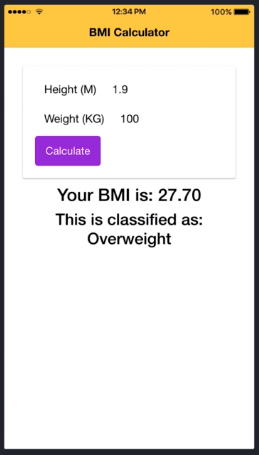 12:34 PM
100%
BMI Calculator
Height (M) 1.9
Weight (KG) 100
Calculate
Your BMI is: 27.70
This is classified as:
Overweight